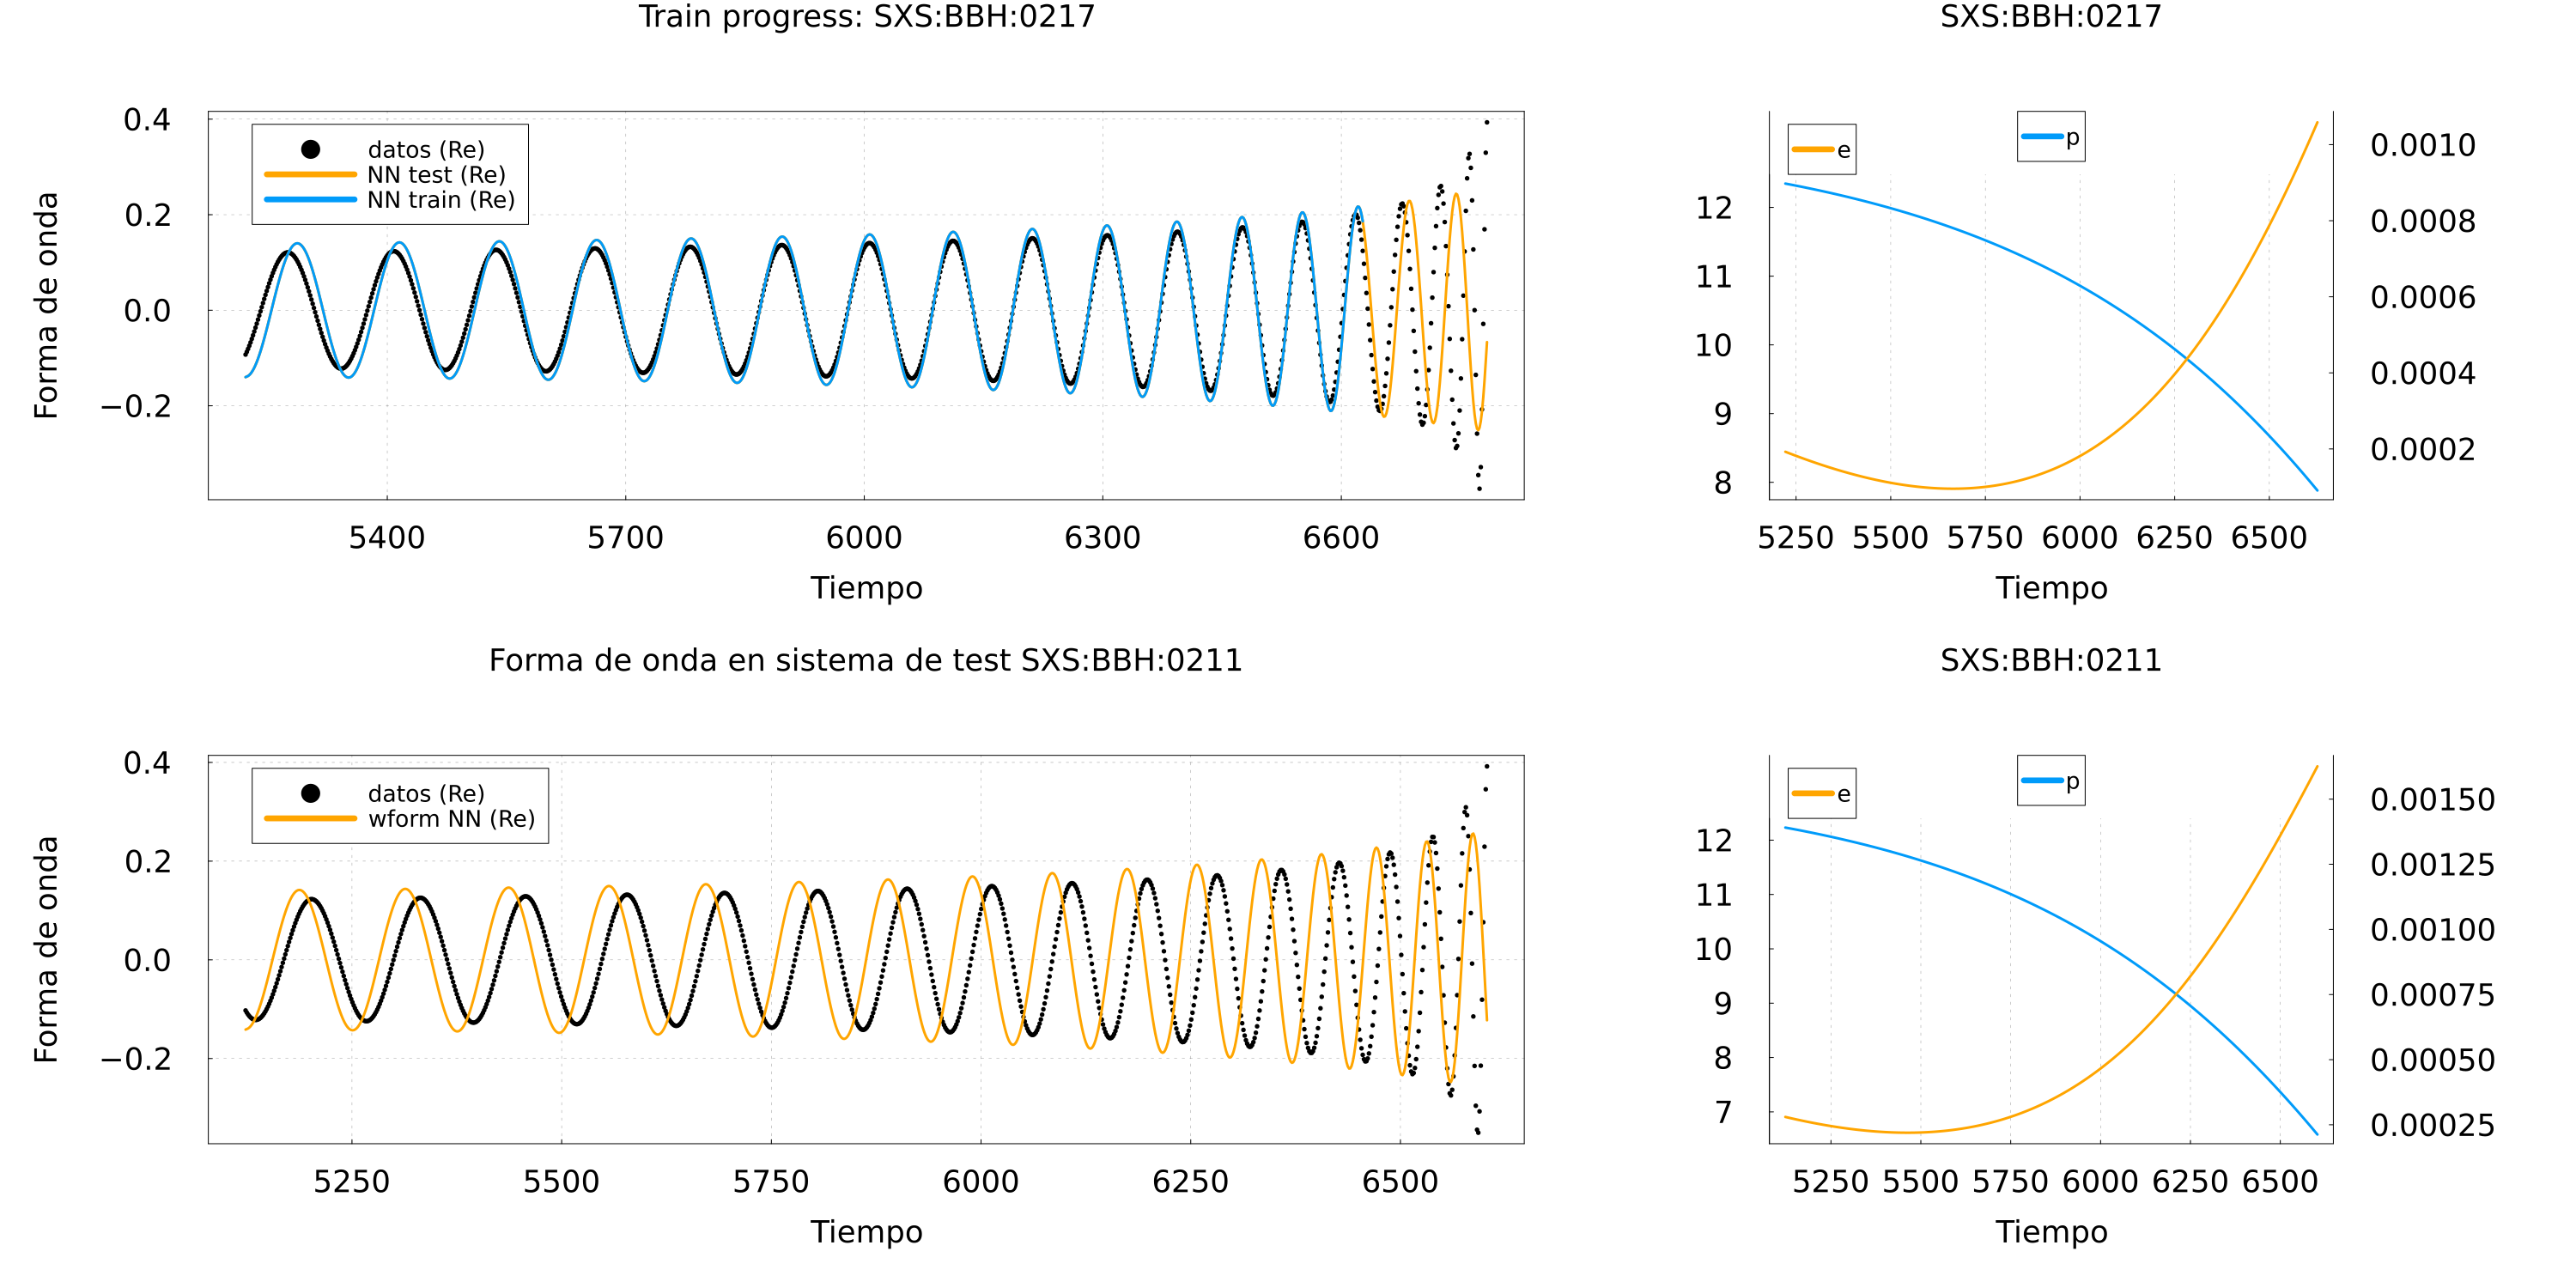 Train progress: SXS:BBH:0217
Forma de onda
0.4
0.2
0.0
−0.2
datos (Re)
NN test (Re)
NN train (Re)
5400 5700 6000 6300 6600
Tiempo
SXS:BBH:0217
e
p
12
11
10
9
8
0.0010
0.0008
0.0006
0.0004
0.0002
5250 5500 5750 6000 6250 6500
Tiempo
Forma de onda en sistema de test SXS:BBH:0211
Forma de onda
0.4
0.2
0.0
−0.2
datos (Re)
wform NN (Re)
5250 5500 5750 6000 6250 6500
Tiempo
SXS:BBH:0211
e
p
12
11
10
9
8
7
0.00150
0.00125
0.00100
0.00075
0.00050
0.00025
5250 5500 5750 6000 6250 6500
Tiempo